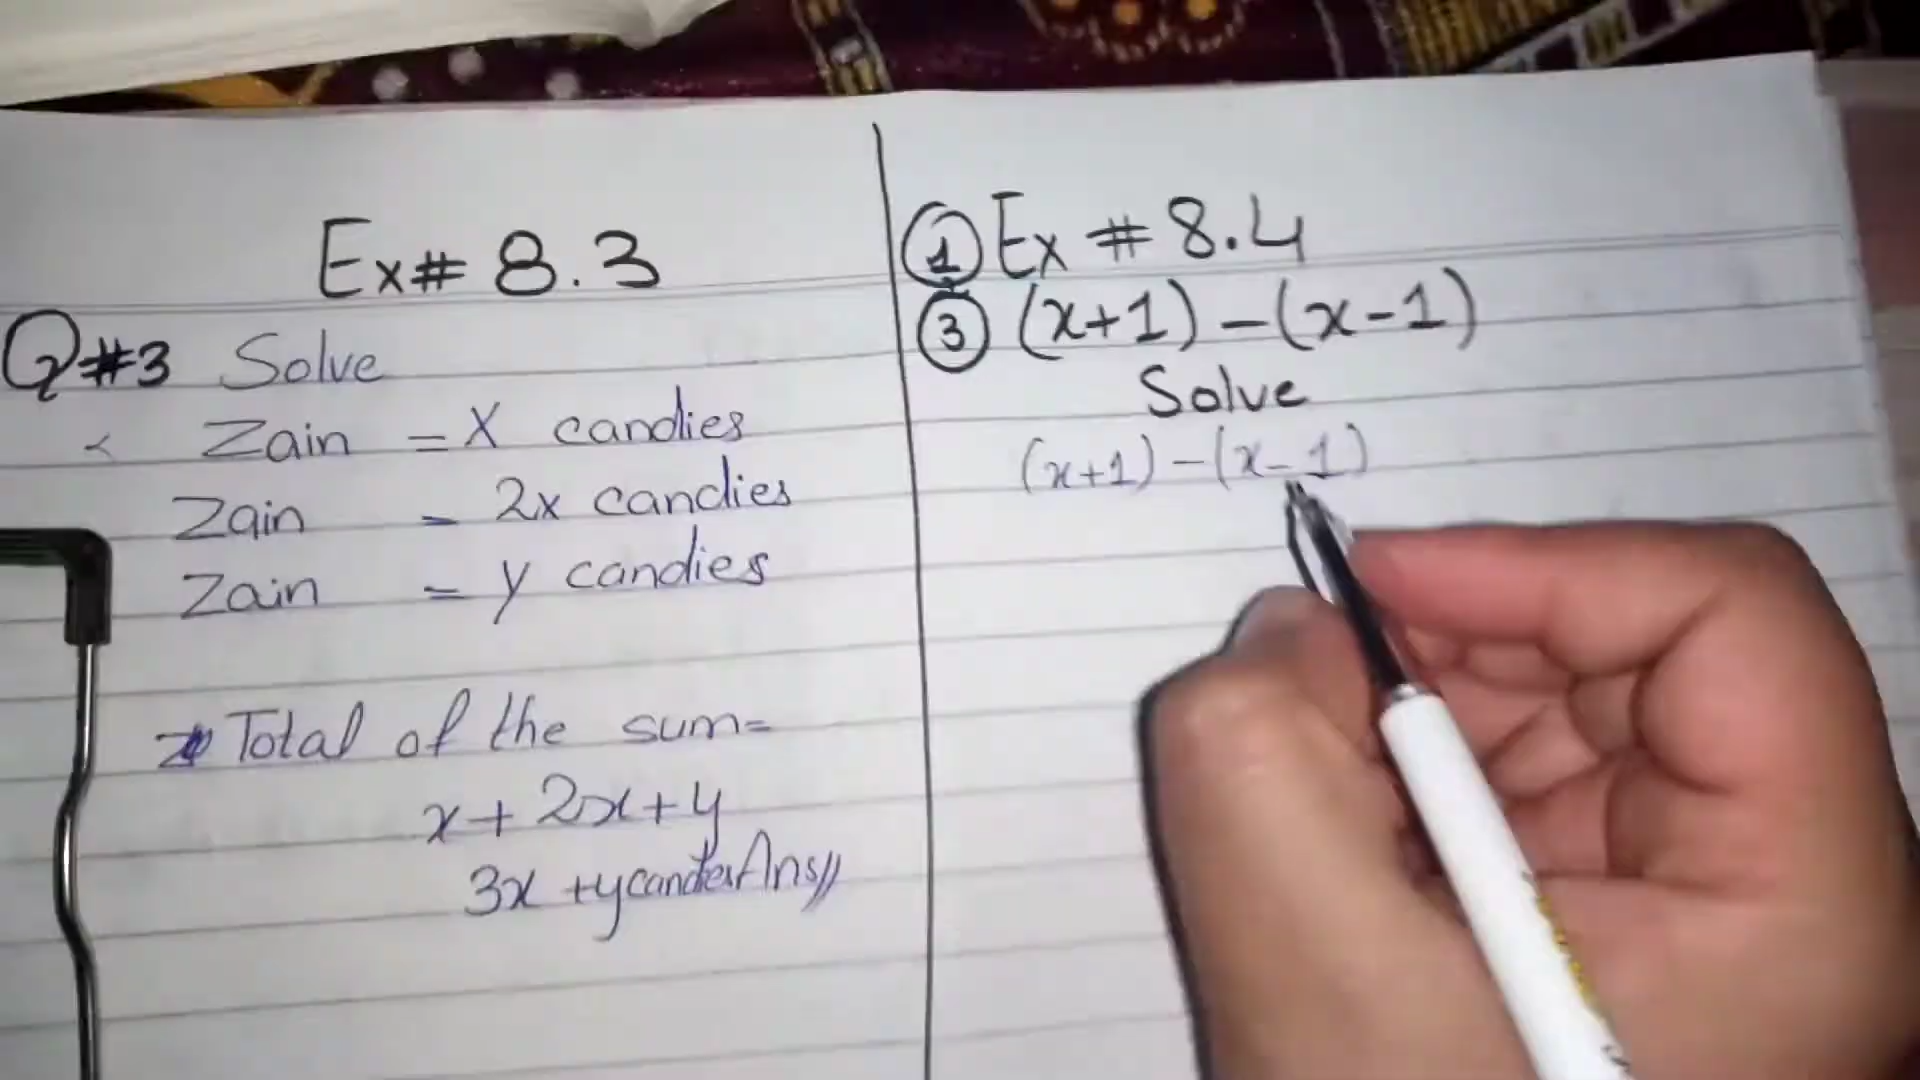 Ex# 8.3
Q#3 Solve
Zain = X candies
Zain = 2x candies
Zain = y candies
Total of the sum=
x + 2x + y
3x + y candies Ans//
① Ex # 8.4
③ (x+1) - (x-1)
Solve
(x+1) - (x-1)